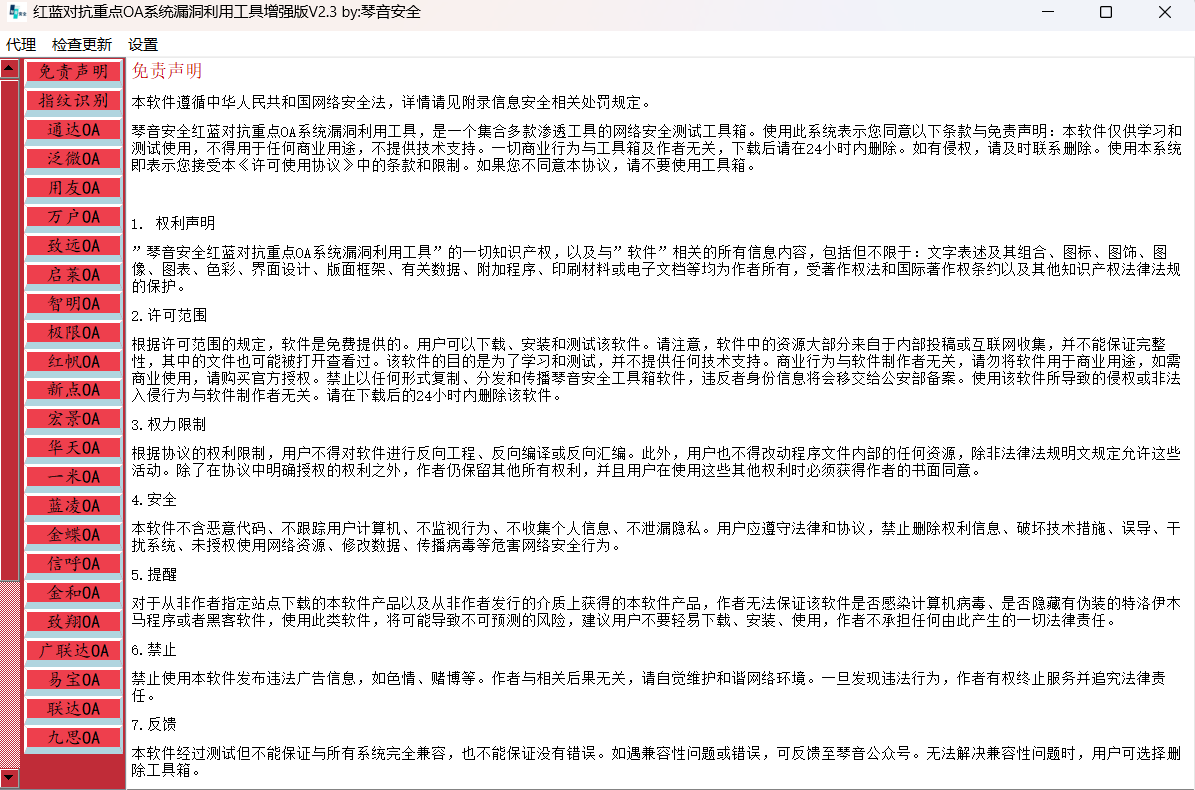 红蓝对抗重点OA系统漏洞利用工具增强版V2.3 by:琴音安全
代理 检查更新 设置
免责声明
指纹识别
通达OA
泛微OA
用友OA
万户OA
致远OA
启莱OA
智明OA
极限OA
红帆OA
新点OA
宏景OA
华天OA
一米OA
蓝凌OA
金蝶OA
信呼OA
金和OA
致翔OA
广联达OA
易宝OA
联达OA
九思OA
免责声明
本软件遵循中华人民共和国网络安全法，详情请见附录信息安全相关处罚规定。
琴音安全红蓝对抗重点OA系统漏洞利用工具，是一个集合多款渗透工具的网络安全测试工具箱。使用此系统表示您同意以下条款与免责声明：本软件仅供学习和
测试使用，不得用于任何商业用途，不提供技术支持。一切商业行为与工具箱及作者无关，下载后请在24小时内删除。如有侵权，请及时联系删除。使用本系统
即表示您接受本《许可使用协议》中的条款和限制。如果您不同意本协议，请不要使用工具箱。
1. 权利声明
”琴音安全红蓝对抗重点OA系统漏洞利用工具”的一切知识产权，以及与”软件”相关的所有信息内容，包括但不限于：文字表述及其组合、图标、图饰、图
像、图表、色彩、界面设计、版面框架、有关数据、附加程序、印刷材料或电子文档等均为作者所有，受著作权法和国际著作权条约以及其他知识产权法律法规
的保护。
2.许可范围
根据许可范围的规定，软件是免费提供的。用户可以下载、安装和测试该软件。请注意，软件中的资源大部分来自于内部投稿或互联网收集，并不能保证完整
性，其中的文件也可能被打开查看过。该软件的目的是为了学习和测试，并不提供任何技术支持。商业行为与软件制作者无关，请勿将软件用于商业用途，如需
商业使用，请购买官方授权。禁止以任何形式复制、分发和传播琴音安全工具箱软件，违反者身份信息将会移交给公安部备案。使用该软件所导致的侵权或非法
入侵行为与软件制作者无关。请在下载后的24小时内删除该软件。
3.权力限制
根据协议的权利限制，用户不得对软件进行反向工程、反向编译或反向汇编。此外，用户也不得改动程序文件内部的任何资源，除非法律法规明文规定允许这些
活动。除了在协议中明确授权的权利之外，作者仍保留其他所有权利，并且用户在使用这些其他权利时必须获得作者的书面同意。
4.安全
本软件不含恶意代码、不跟踪用户计算机、不监视行为、不收集个人信息、不泄漏隐私。用户应遵守法律和协议，禁止删除权利信息、破坏技术措施、误导、干
扰系统、未授权使用网络资源、修改数据、传播病毒等危害网络安全行为。
5.提醒
对于从非作者指定站点下载的本软件产品以及从非作者发行的介质上获得的本软件产品，作者无法保证该软件是否感染计算机病毒、是否隐藏有伪装的特洛伊木
马程序或者黑客软件，使用此类软件，将可能导致不可预测的风险，建议用户不要轻易下载、安装、使用，作者不承担任何由此产生的一切法律责任。
6.禁止
禁止使用本软件发布违法广告信息，如色情、赌博等。作者与相关后果无关，请自觉维护和谐网络环境。一旦发现违法行为，作者有权终止服务并追究法律责
任。
7.反馈
本软件经过测试但不能保证与所有系统完全兼容，也不能保证没有错误。如遇兼容性问题或错误，可反馈至琴音公众号。无法解决兼容性问题时，用户可选择删
除工具箱。